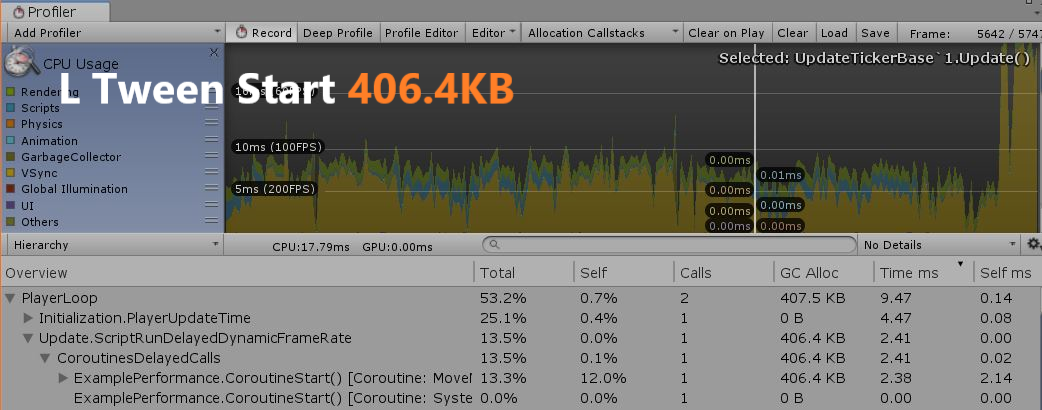 Profiler
Add Profiler Record Deep Profile Profiler Editor Editor Allocation Callstacks Clear on Play Clear Load Save Frame: 5642 / 5747
CPU Usage
Selected: UpdateTickerBase`1.Update()
L Tween Start 406.4KB
Rendering
Scripts
Physics
Animation
GarbageCollector
VSync
Global Illumination
UI
Others
10ms (100FPS)
5ms (200FPS)
0.00ms
0.01ms
0.00ms
0.00ms
0.00ms
0.00ms 0.00ms
Hierarchy CPU:17.79ms GPU:0.00ms No Details
Overview Total Self Calls GC Alloc Time ms Self ms
PlayerLoop 53.2% 0.7% 2 407.5 KB 9.47 0.14
Initialization.PlayerUpdateTime 25.1% 0.4% 1 0 B 4.47 0.08
Update.ScriptRunDelayedDynamicFrameRate 13.5% 0.0% 1 406.4 KB 2.41 0.00
CoroutinesDelayedCalls 13.5% 0.1% 1 406.4 KB 2.41 0.02
ExamplePerformance.CoroutineStart() [Coroutine: Move 13.3% 12.0% 1 406.4 KB 2.38 2.14
ExamplePerformance.CoroutineStart() [Coroutine: Syste 0.0% 0.0% 1 0 B 0.00 0.00